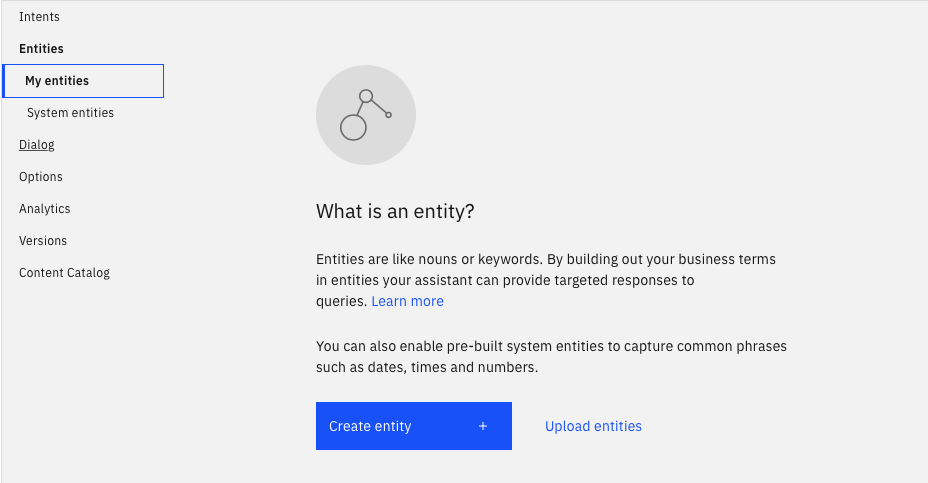 Intents
Entities
My entities
System entities
Dialog
Options
Analytics
Versions
Content Catalog
What is an entity?
Entities are like nouns or keywords. By building out your business terms
in entities your assistant can provide targeted responses to
queries. Learn more
You can also enable pre-built system entities to capture common phrases
such as dates, times and numbers.
Create entity +
Upload entities